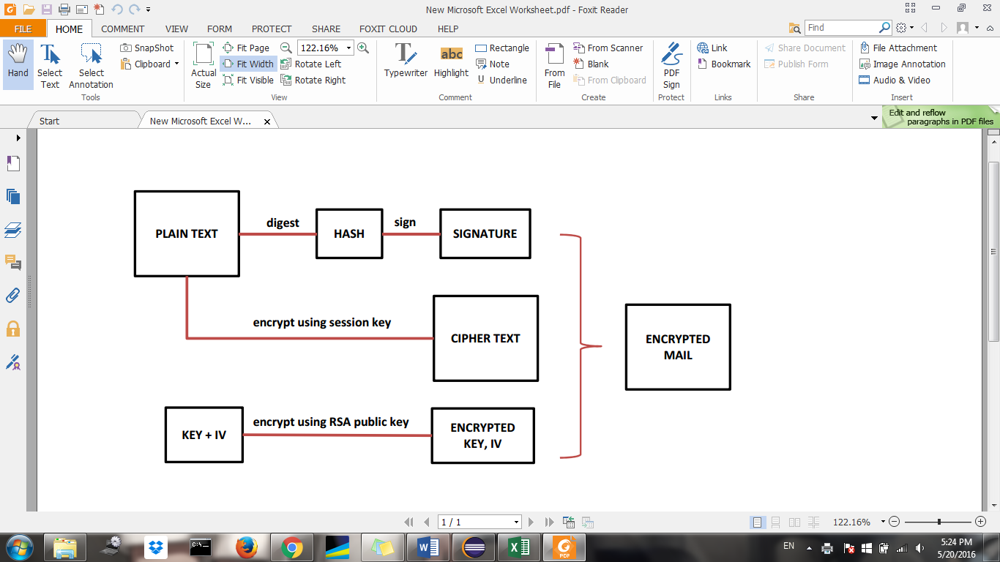 New Microsoft Excel Worksheet.pdf - Foxit Reader
FILE HOME COMMENT VIEW FORM PROTECT SHARE FOXIT CLOUD HELP Find
Hand
Select Text
Select Annotation
SnapShot
Clipboard
Tools
Actual Size
Fit Page
Fit Width
Fit Visible
122.16%
Rotate Left
Rotate Right
View
Typewriter
abc
Highlight
Rectangle
Note
U Underline
Comment
From File
From Scanner
Blank
From Clipboard
Create
PDF Sign
Protect
Link
Bookmark
Links
Share Document
Publish Form
Share
File Attachment
Image Annotation
Audio & Video
Insert
Start
New Microsoft Excel W...
Edit and reflow
paragraphs in PDF files
PLAIN TEXT
digest
HASH
sign
SIGNATURE
encrypt using session key
CIPHER TEXT
ENCRYPTED
MAIL
KEY + IV
encrypt using RSA public key
ENCRYPTED
KEY, IV
1 / 1
122.16%
C:\
W
X
PDF
EN
5:24 PM
5/20/2016